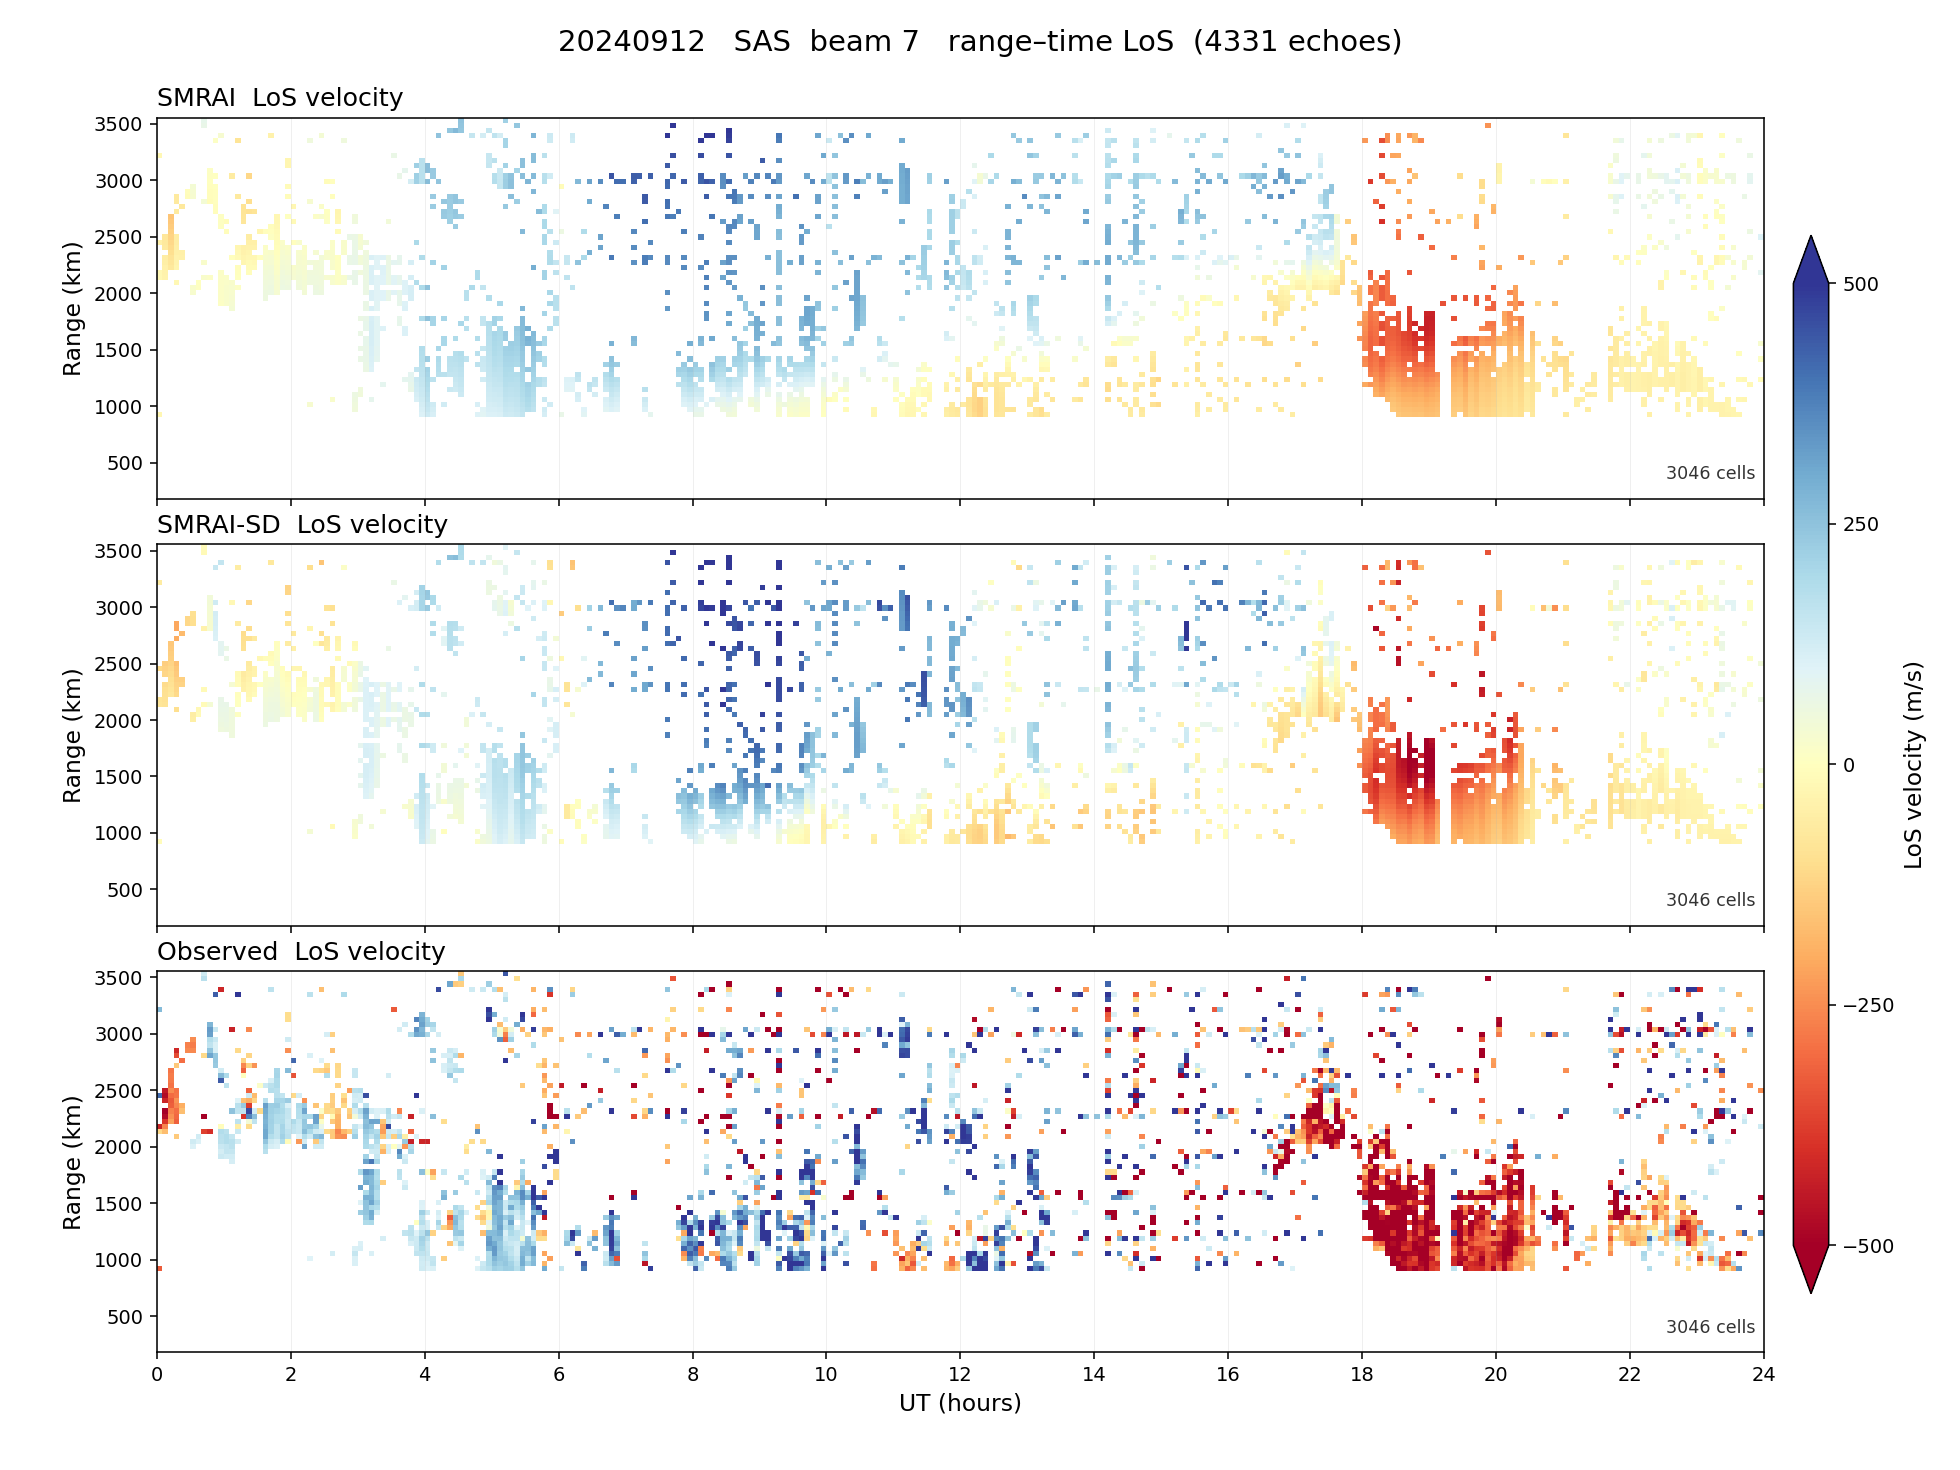 20240912   SAS  beam 7   range–time LoS  (4331 echoes)
SMRAI  LoS velocity
3500
3000
2500
2000
1500
1000
500
Range (km)
3046 cells
SMRAI-SD  LoS velocity
3500
3000
2500
2000
1500
1000
500
Range (km)
3046 cells
Observed  LoS velocity
3500
3000
2500
2000
1500
1000
500
Range (km)
3046 cells
0 2 4 6 8 10 12 14 16 18 20 22 24
UT (hours)
500
250
0
−250
−500
LoS velocity (m/s)